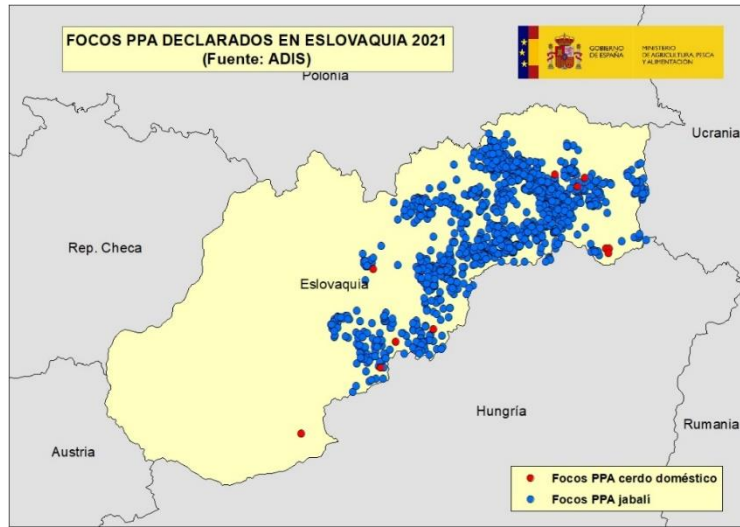 FOCOS PPA DECLARADOS EN ESLOVAQUIA 2021
(Fuente: ADIS)
GOBIERNO
DE ESPAÑA
MINISTERIO
DE AGRICULTURA, PESCA
Y ALIMENTACIÓN
Polonia
Ucrania
Rep. Checa
Eslovaquia
Hungría
Rumania
Austria
Focos PPA cerdo doméstico
Focos PPA jabalí